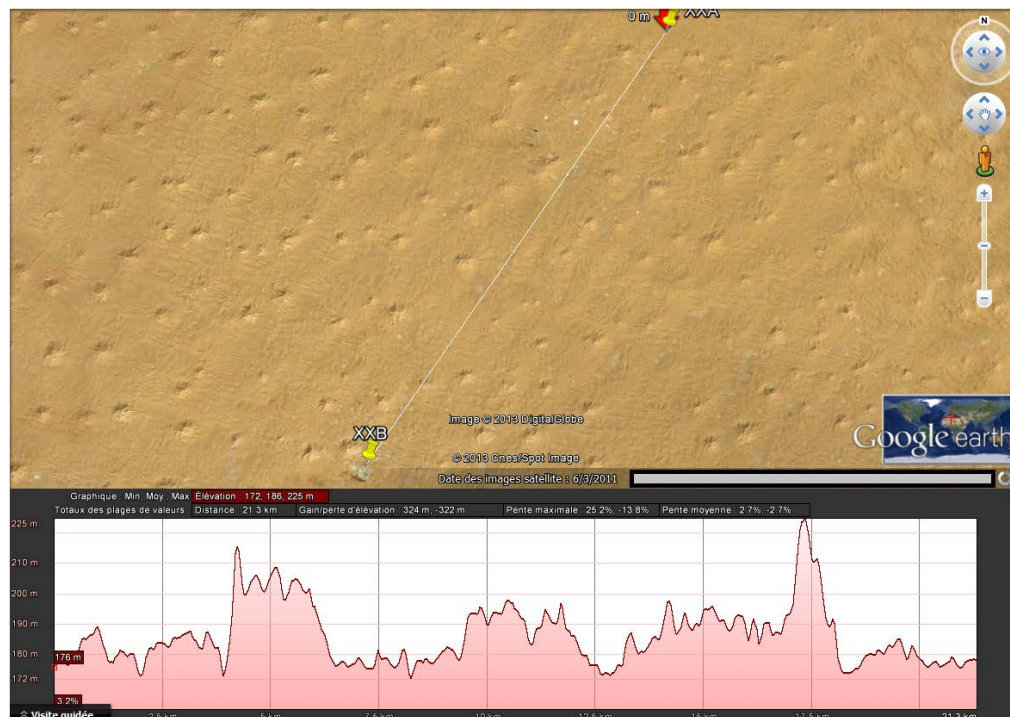 0 m XXA
N
XXB
Image © 2013 DigitalGlobe
© 2013 Cnes/Spot Image
Google earth
Date des images satellite : 6/3/2011
Graphique : Min, Moy., Max Élévation : 172, 186, 225 m
Totaux des plages de valeurs Distance : 21.3 km Gain/perte d'élévation : 324 m, -322 m Pente maximale : 25.2%, -13.8% Pente moyenne : 2.7%, -2.7%
225 m
210 m
200 m
190 m
180 m
176 m
172 m
3.2%
Visite guidée 2.5 km 5 km 7.5 km 10 km 12.5 km 15 km 17.5 km 21.3 km